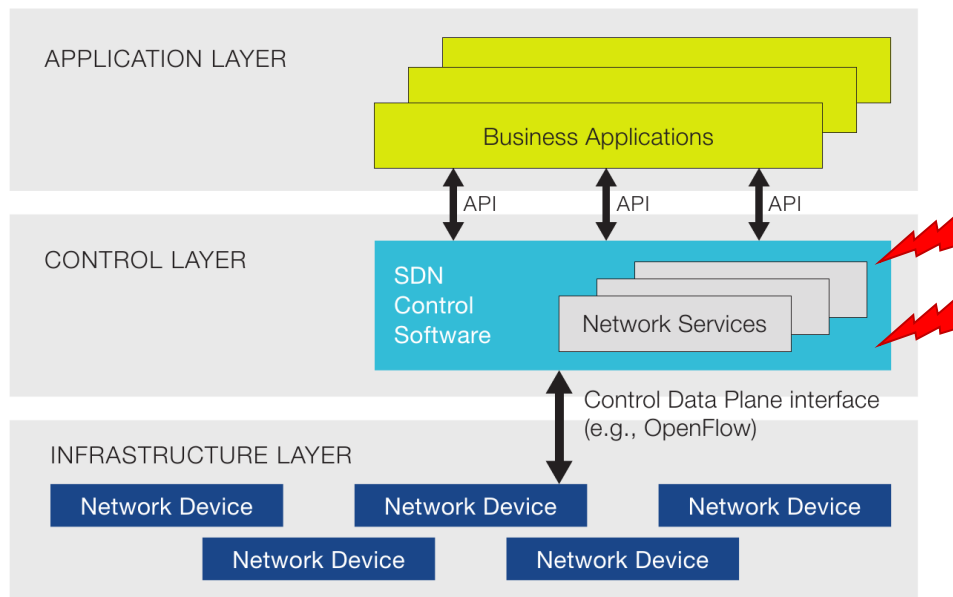 APPLICATION LAYER
Business Applications
API
API
API
CONTROL LAYER
SDN
Control
Software
Network Services
Control Data Plane interface
(e.g., OpenFlow)
INFRASTRUCTURE LAYER
Network Device
Network Device
Network Device
Network Device
Network Device